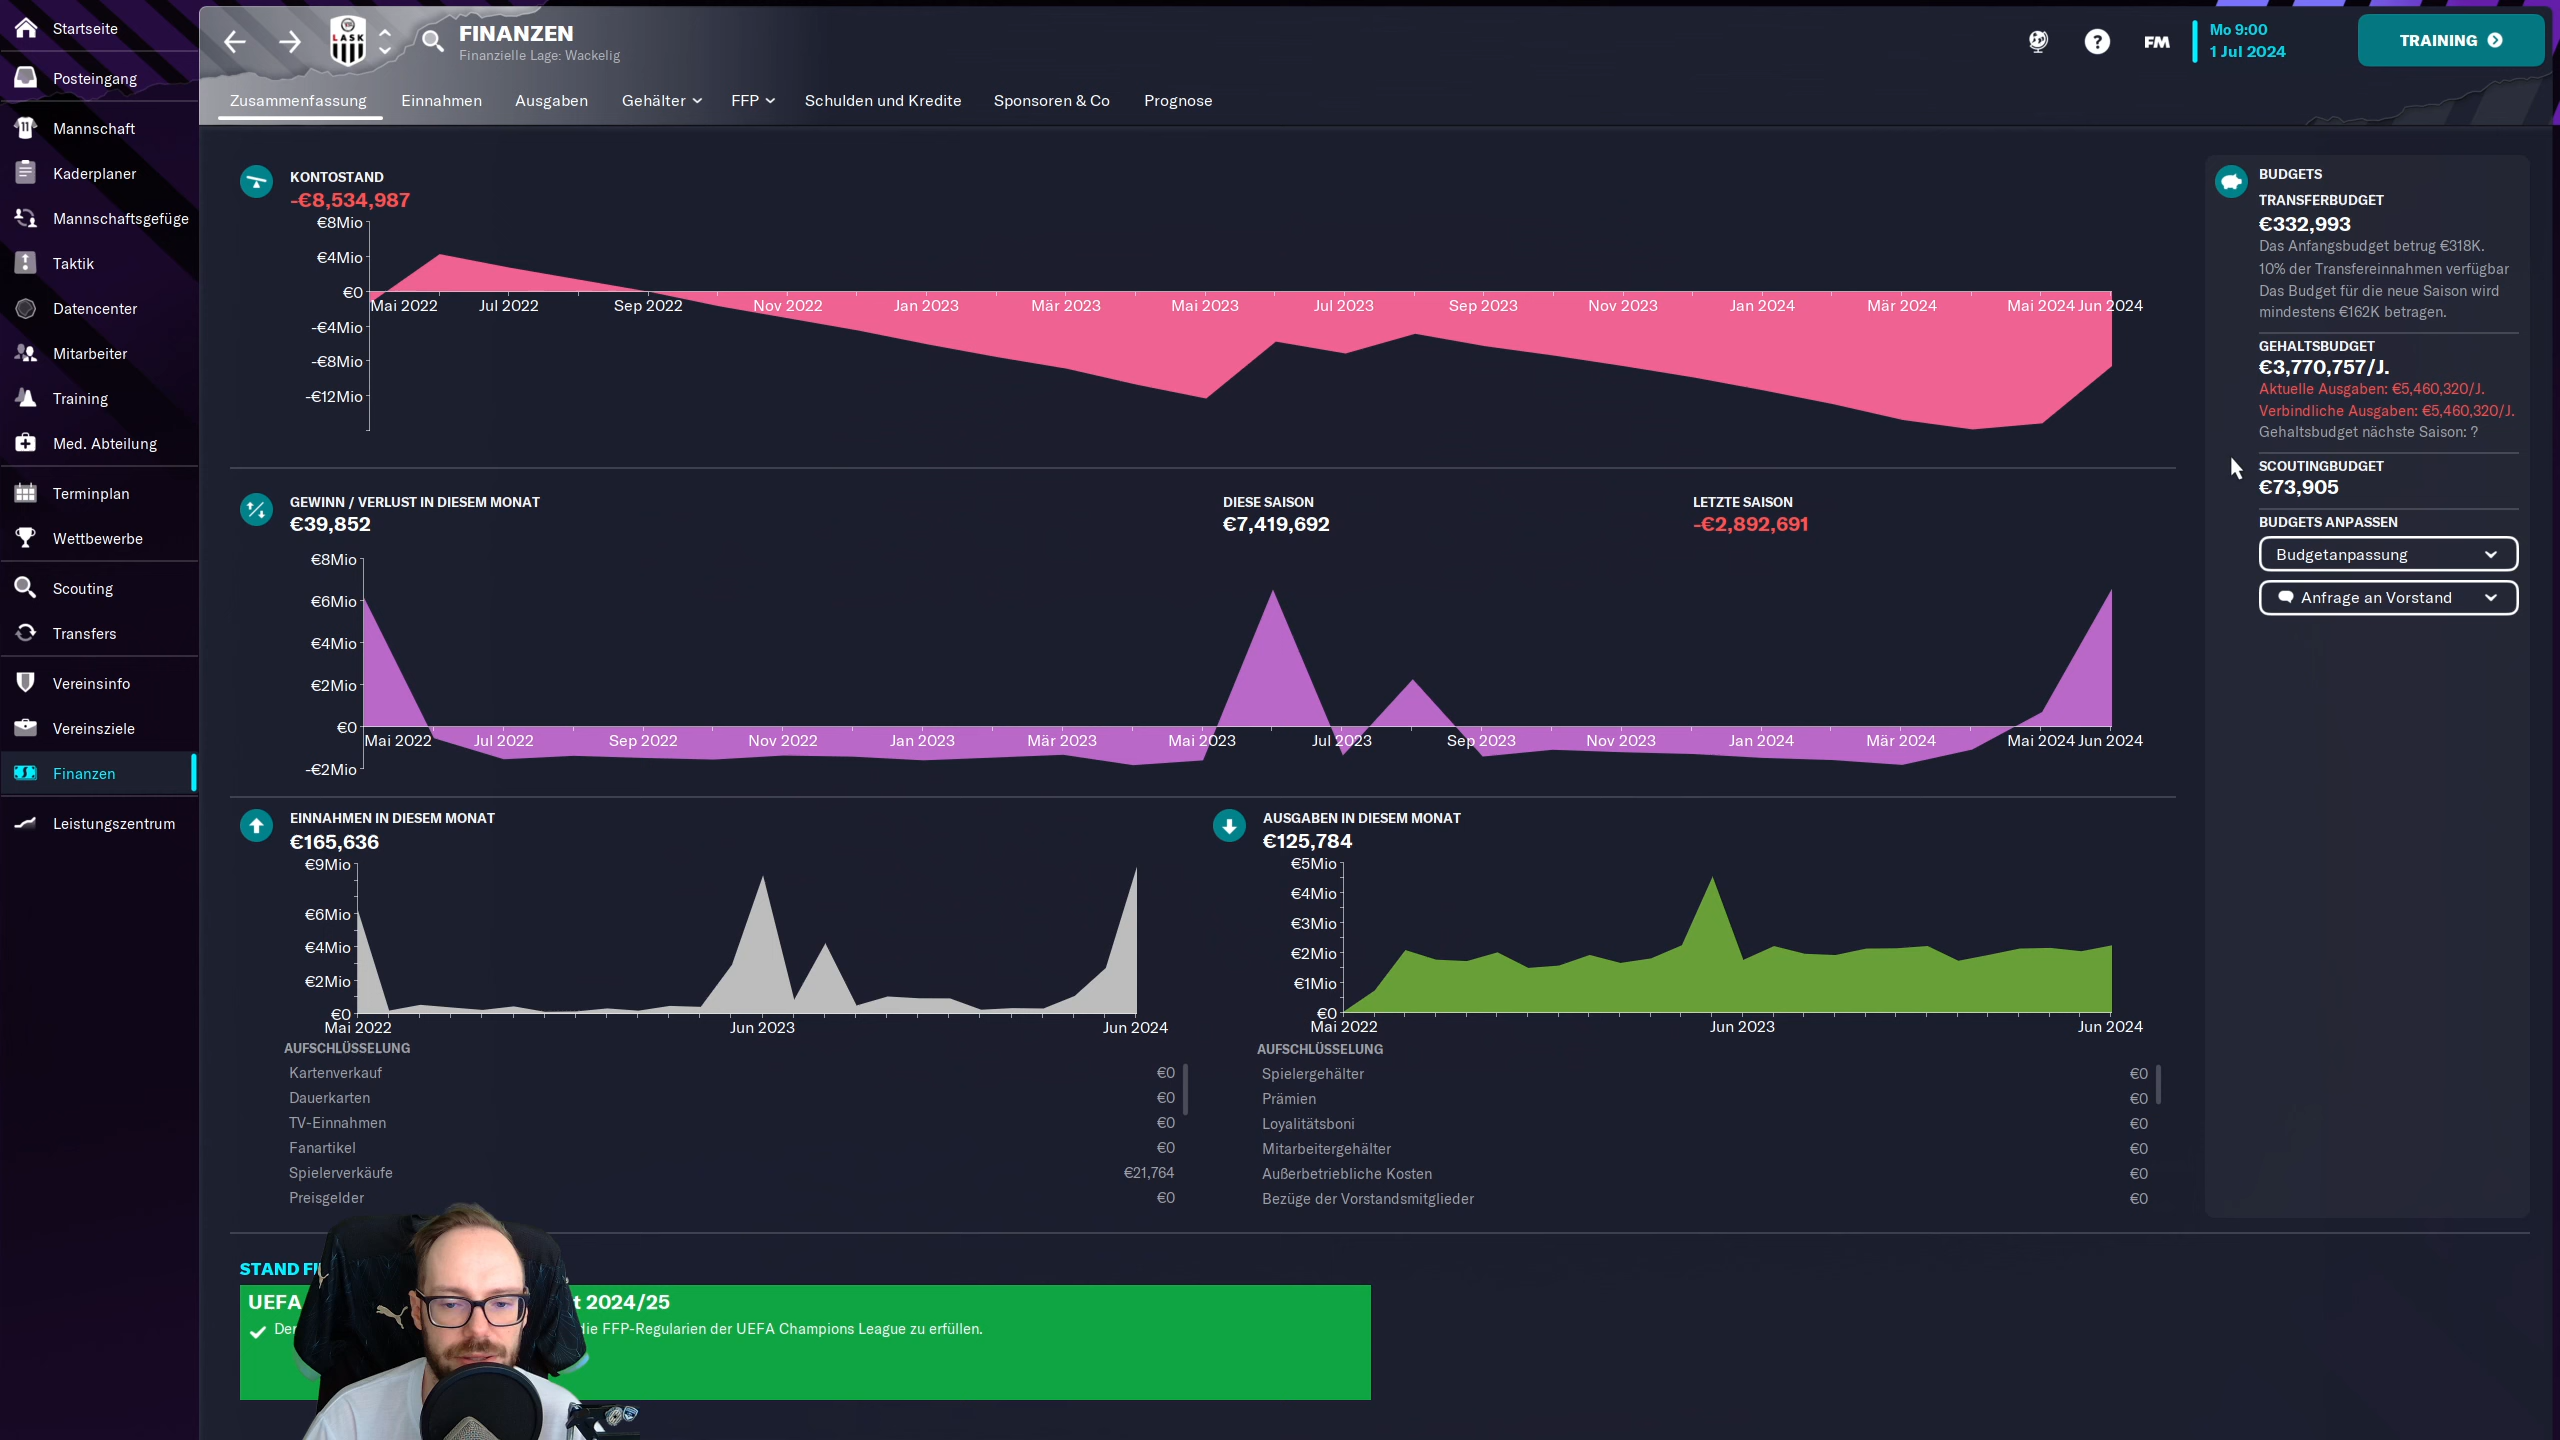 Startseite
Posteingang
Mannschaft
Kaderplaner
Mannschaftsgefüge
Taktik
Datencenter
Mitarbeiter
Training
Med. Abteilung
Terminplan
Wettbewerbe
Scouting
Transfers
Vereinsinfo
Vereinsziele
Finanzen
Leistungszentrum
LASK
FINANZEN
Finanzielle Lage: Wackelig
FM
Mo 9:00
1 Jul 2024
TRAINING
Zusammenfassung Einnahmen Ausgaben Gehälter FFP Schulden und Kredite Sponsoren & Co Prognose
KONTOSTAND
-€8,534,987
€8Mio
€4Mio
€0
-€4Mio
-€8Mio
-€12Mio
Mai 2022 Jul 2022 Sep 2022 Nov 2022 Jan 2023 Mär 2023 Mai 2023 Jul 2023 Sep 2023 Nov 2023 Jan 2024 Mär 2024 Mai 2024 Jun 2024
GEWINN / VERLUST IN DIESEM MONAT
€39,852
DIESE SAISON
€7,419,692
LETZTE SAISON
-€2,892,691
€8Mio
€6Mio
€4Mio
€2Mio
€0
-€2Mio
Mai 2022 Jul 2022 Sep 2022 Nov 2022 Jan 2023 Mär 2023 Mai 2023 Jul 2023 Sep 2023 Nov 2023 Jan 2024 Mär 2024 Mai 2024 Jun 2024
EINNAHMEN IN DIESEM MONAT
€165,636
€9Mio
€6Mio
€4Mio
€2Mio
€0
Mai 2022 Jun 2023 Jun 2024
AUFSCHLÜSSELUNG
Kartenverkauf €0
Dauerkarten €0
TV-Einnahmen €0
Fanartikel €0
Spielerverkäufe €21,764
Preisgelder €0
AUSGABEN IN DIESEM MONAT
€125,784
€5Mio
€4Mio
€3Mio
€2Mio
€1Mio
€0
Mai 2022 Jun 2023 Jun 2024
AUFSCHLÜSSELUNG
Spielergehälter €0
Prämien €0
Loyalitätsboni €0
Mitarbeitergehälter €0
Außerbetriebliche Kosten €0
Bezüge der Vorstandsmitglieder €0
BUDGETS
TRANSFERBUDGET
€332,993
Das Anfangsbudget betrug €318K.
10% der Transfereinnahmen verfügbar
Das Budget für die neue Saison wird
mindestens €162K betragen.
GEHALTSBUDGET
€3,770,757/J.
Aktuelle Ausgaben: €5,460,320/J.
Verbindliche Ausgaben: €5,460,320/J.
Gehaltsbudget nächste Saison: ?
SCOUTINGBUDGET
€73,905
BUDGETS ANPASSEN
Budgetanpassung
Anfrage an Vorstand
STAND
UEFA 2024/25
Der die FFP-Regularien der UEFA Champions League zu erfüllen.